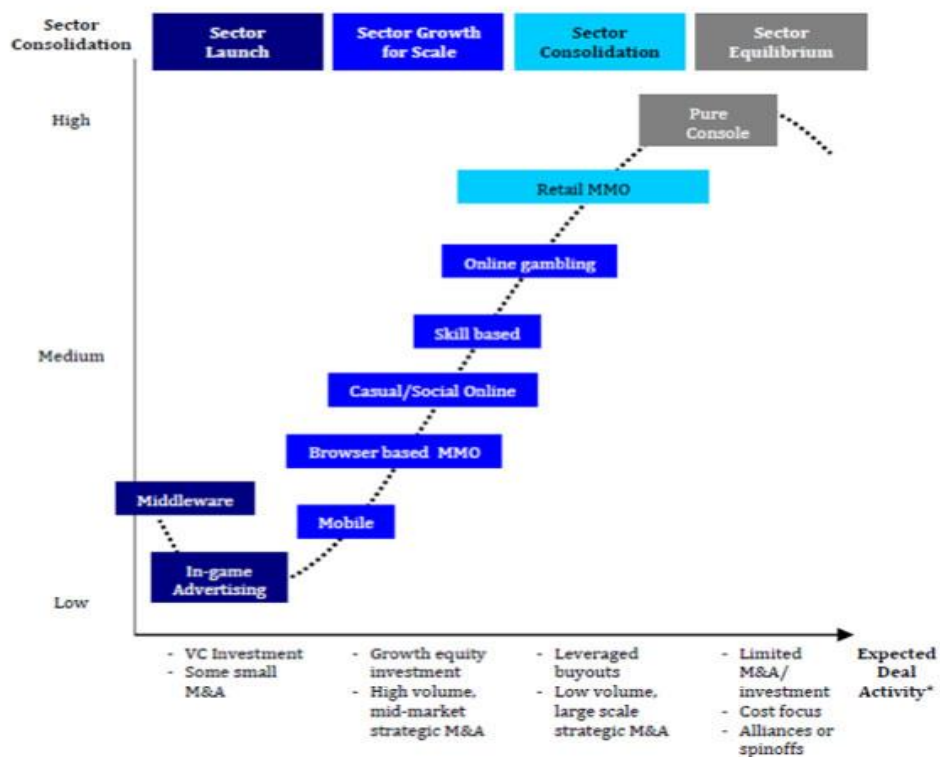 Sector
Consolidation
Sector
Launch
Sector Growth
for Scale
Sector
Consolidation
Sector
Equilibrium
High
Pure
Console
Retail MMO
Online gambling
Skill based
Medium
Casual/Social Online
Browser based MMO
Middleware
Mobile
In-game
Advertising
Low
- VC Investment
- Some small
M&A
- Growth equity
investment
- High volume,
mid-market
strategic M&A
- Leveraged
buyouts
- Low volume,
large scale
strategic M&A
- Limited
M&A/
investment
- Cost focus
- Alliances or
spinoffs
Expected
Deal
Activity*